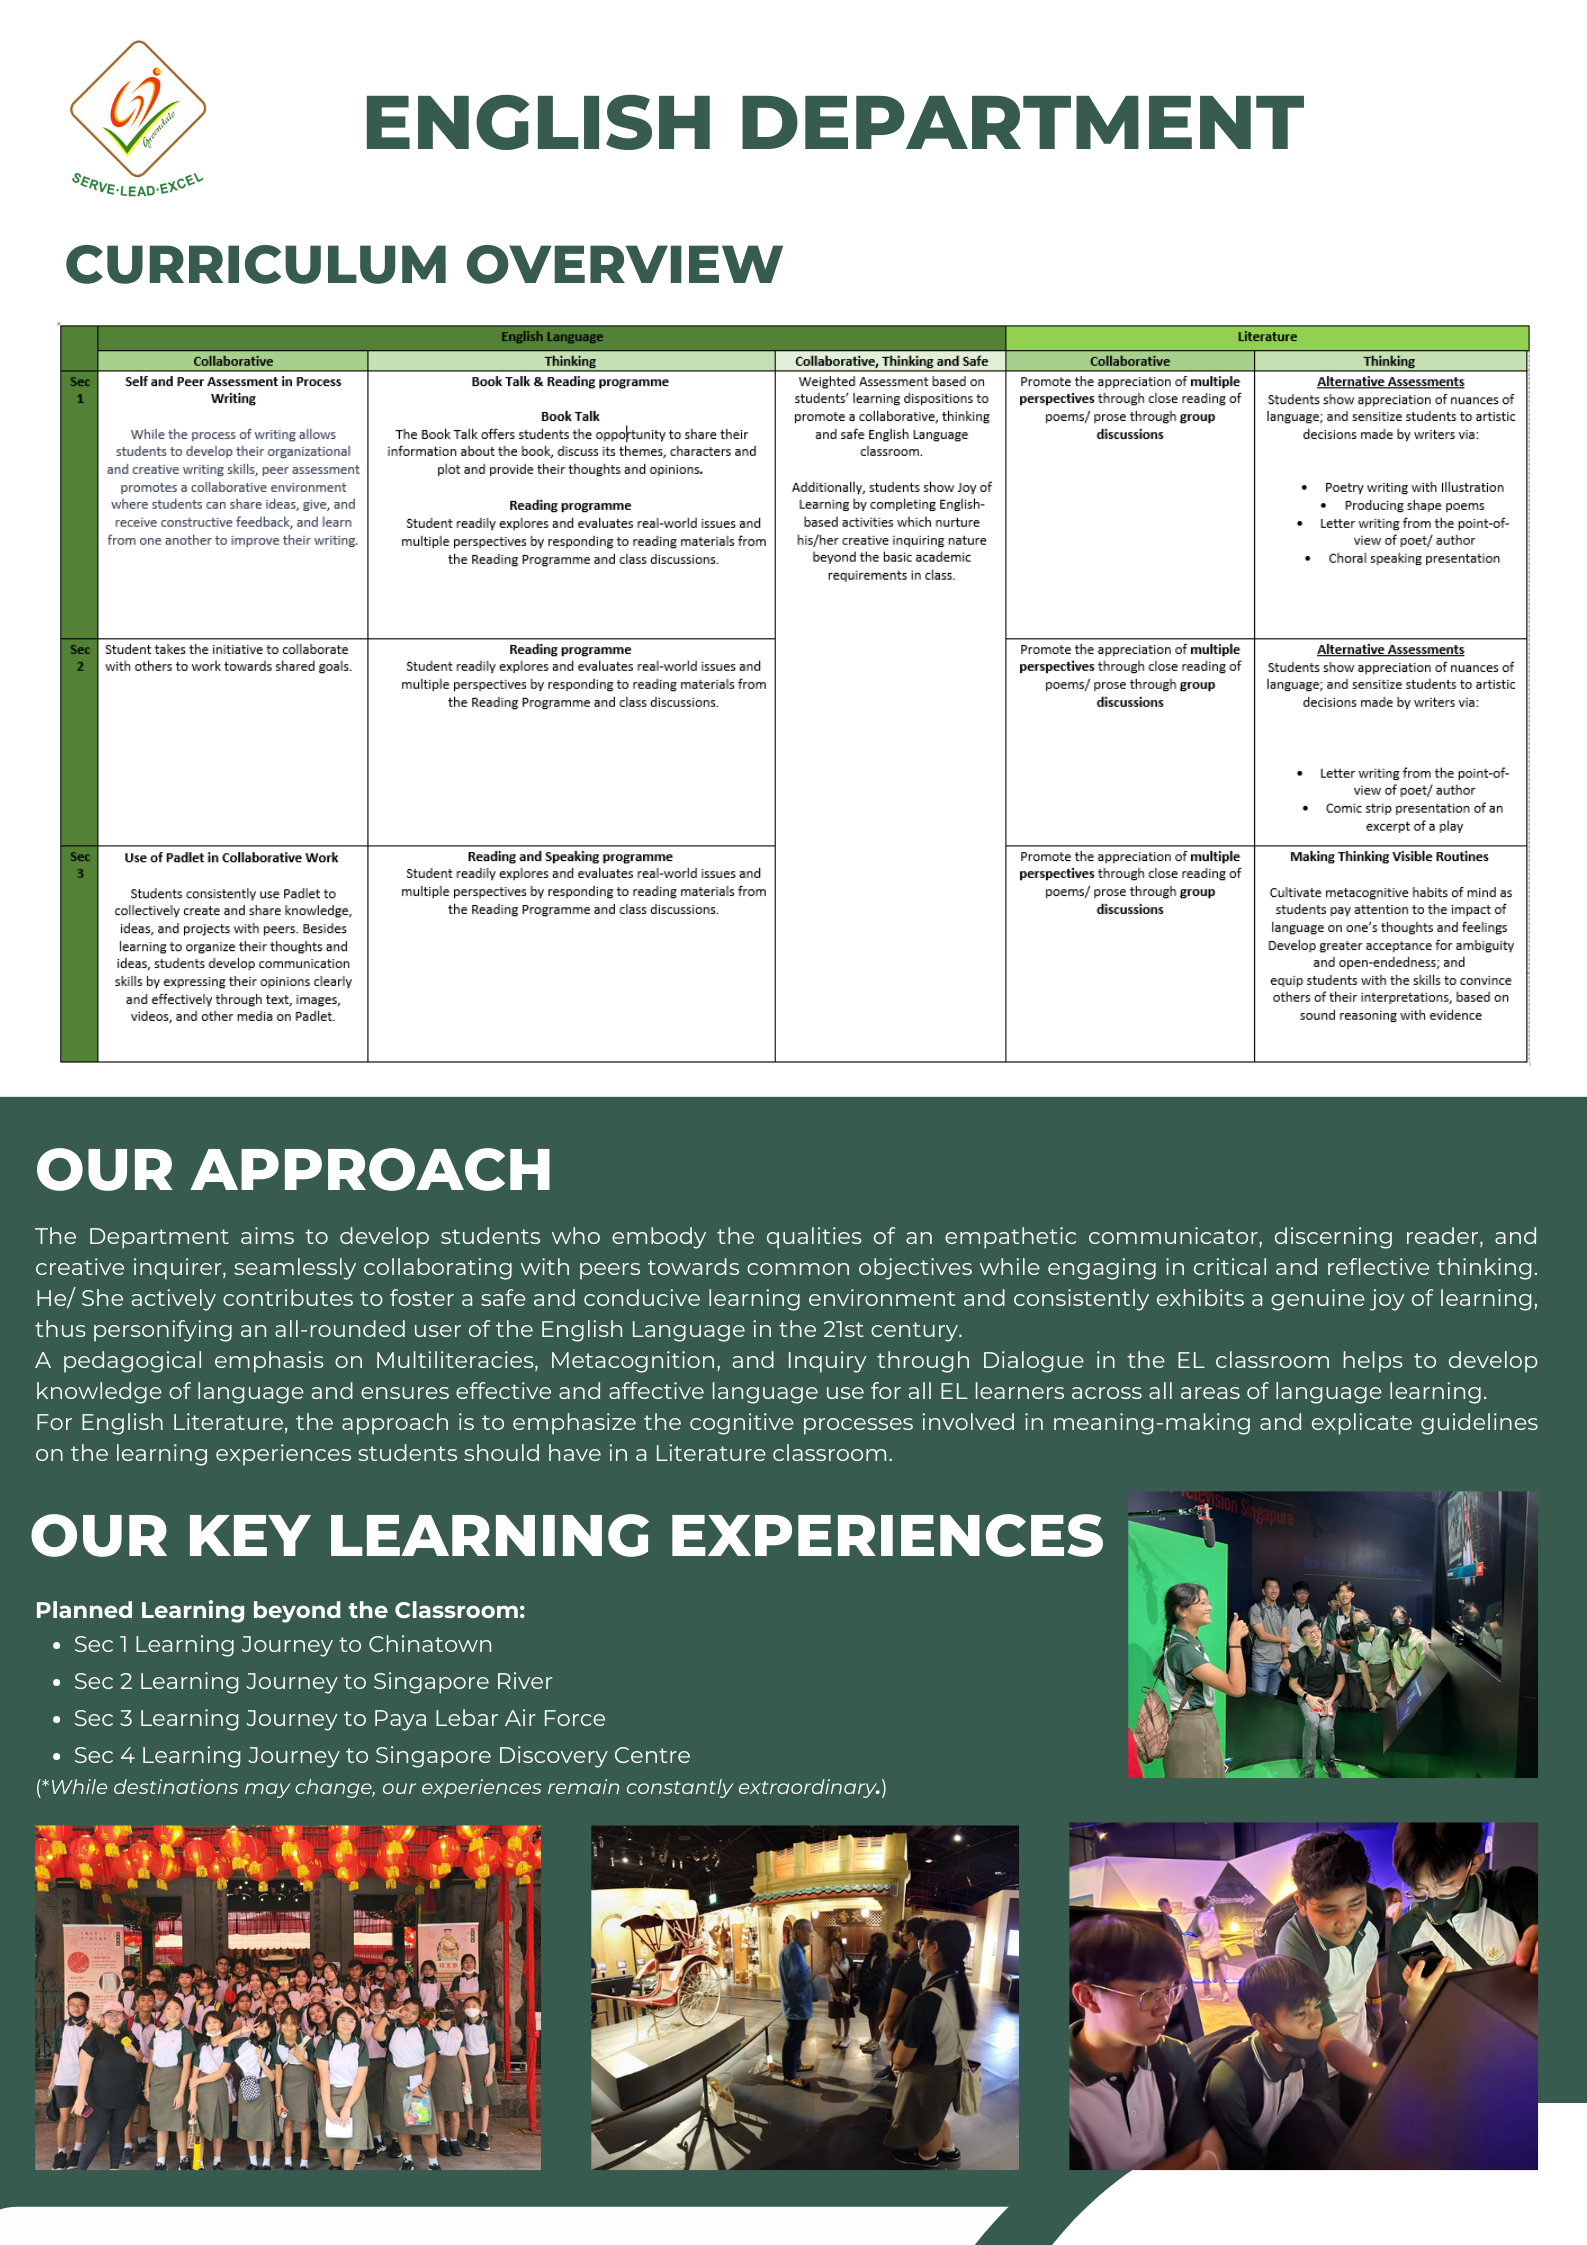 Greendale
SERVE·LEAD·EXCEL
ENGLISH DEPARTMENT
CURRICULUM OVERVIEW
English Language
Literature
Collaborative
Thinking
Collaborative, Thinking and Safe
Collaborative
Thinking
Sec
1
Self and Peer Assessment in Process
Writing
While the process of writing allows
students to develop their organizational
and creative writing skills, peer assessment
promotes a collaborative environment
where students can share ideas, give, and
receive constructive feedback, and learn
from one another to improve their writing.
Book Talk & Reading programme
Book Talk
The Book Talk offers students the opportunity to share their
information about the book, discuss its themes, characters and
plot and provide their thoughts and opinions.
Reading programme
Student readily explores and evaluates real-world issues and
multiple perspectives by responding to reading materials from
the Reading Programme and class discussions.
Weighted Assessment based on
students' learning dispositions to
promote a collaborative, thinking
and safe English Language
classroom.
Additionally, students show Joy of
Learning by completing English-
based activities which nurture
his/her creative inquiring nature
beyond the basic academic
requirements in class.
Promote the appreciation of multiple
perspectives through close reading of
poems/ prose through group
discussions
Alternative Assessments
Students show appreciation of nuances of
language; and sensitize students to artistic
decisions made by writers via:
• Poetry writing with Illustration
• Producing shape poems
• Letter writing from the point-of-
view of poet/ author
• Choral speaking presentation
Sec
2
Student takes the initiative to collaborate
with others to work towards shared goals.
Reading programme
Student readily explores and evaluates real-world issues and
multiple perspectives by responding to reading materials from
the Reading Programme and class discussions.
Promote the appreciation of multiple
perspectives through close reading of
poems/ prose through group
discussions
Alternative Assessments
Students show appreciation of nuances of
language; and sensitize students to artistic
decisions made by writers via:
• Letter writing from the point-of-
view of poet/ author
• Comic strip presentation of an
excerpt of a play
Sec
3
Use of Padlet in Collaborative Work
Students consistently use Padlet to
collectively create and share knowledge,
ideas, and projects with peers. Besides
learning to organize their thoughts and
ideas, students develop communication
skills by expressing their opinions clearly
and effectively through text, images,
videos, and other media on Padlet.
Reading and Speaking programme
Student readily explores and evaluates real-world issues and
multiple perspectives by responding to reading materials from
the Reading Programme and class discussions.
Promote the appreciation of multiple
perspectives through close reading of
poems/ prose through group
discussions
Making Thinking Visible Routines
Cultivate metacognitive habits of mind as
students pay attention to the impact of
language on one's thoughts and feelings
Develop greater acceptance for ambiguity
and open-endedness; and
equip students with the skills to convince
others of their interpretations, based on
sound reasoning with evidence
OUR APPROACH
The Department aims to develop students who embody the qualities of an empathetic communicator, discerning reader, and
creative inquirer, seamlessly collaborating with peers towards common objectives while engaging in critical and reflective thinking.
He/ She actively contributes to foster a safe and conducive learning environment and consistently exhibits a genuine joy of learning,
thus personifying an all-rounded user of the English Language in the 21st century.
A pedagogical emphasis on Multiliteracies, Metacognition, and Inquiry through Dialogue in the EL classroom helps to develop
knowledge of language and ensures effective and affective language use for all EL learners across all areas of language learning.
For English Literature, the approach is to emphasize the cognitive processes involved in meaning-making and explicate guidelines
on the learning experiences students should have in a Literature classroom.
OUR KEY LEARNING EXPERIENCES
Television Singapura
Planned Learning beyond the Classroom:
• Sec 1 Learning Journey to Chinatown
• Sec 2 Learning Journey to Singapore River
• Sec 3 Learning Journey to Paya Lebar Air Force
• Sec 4 Learning Journey to Singapore Discovery Centre
(*While destinations may change, our experiences remain constantly extraordinary.)